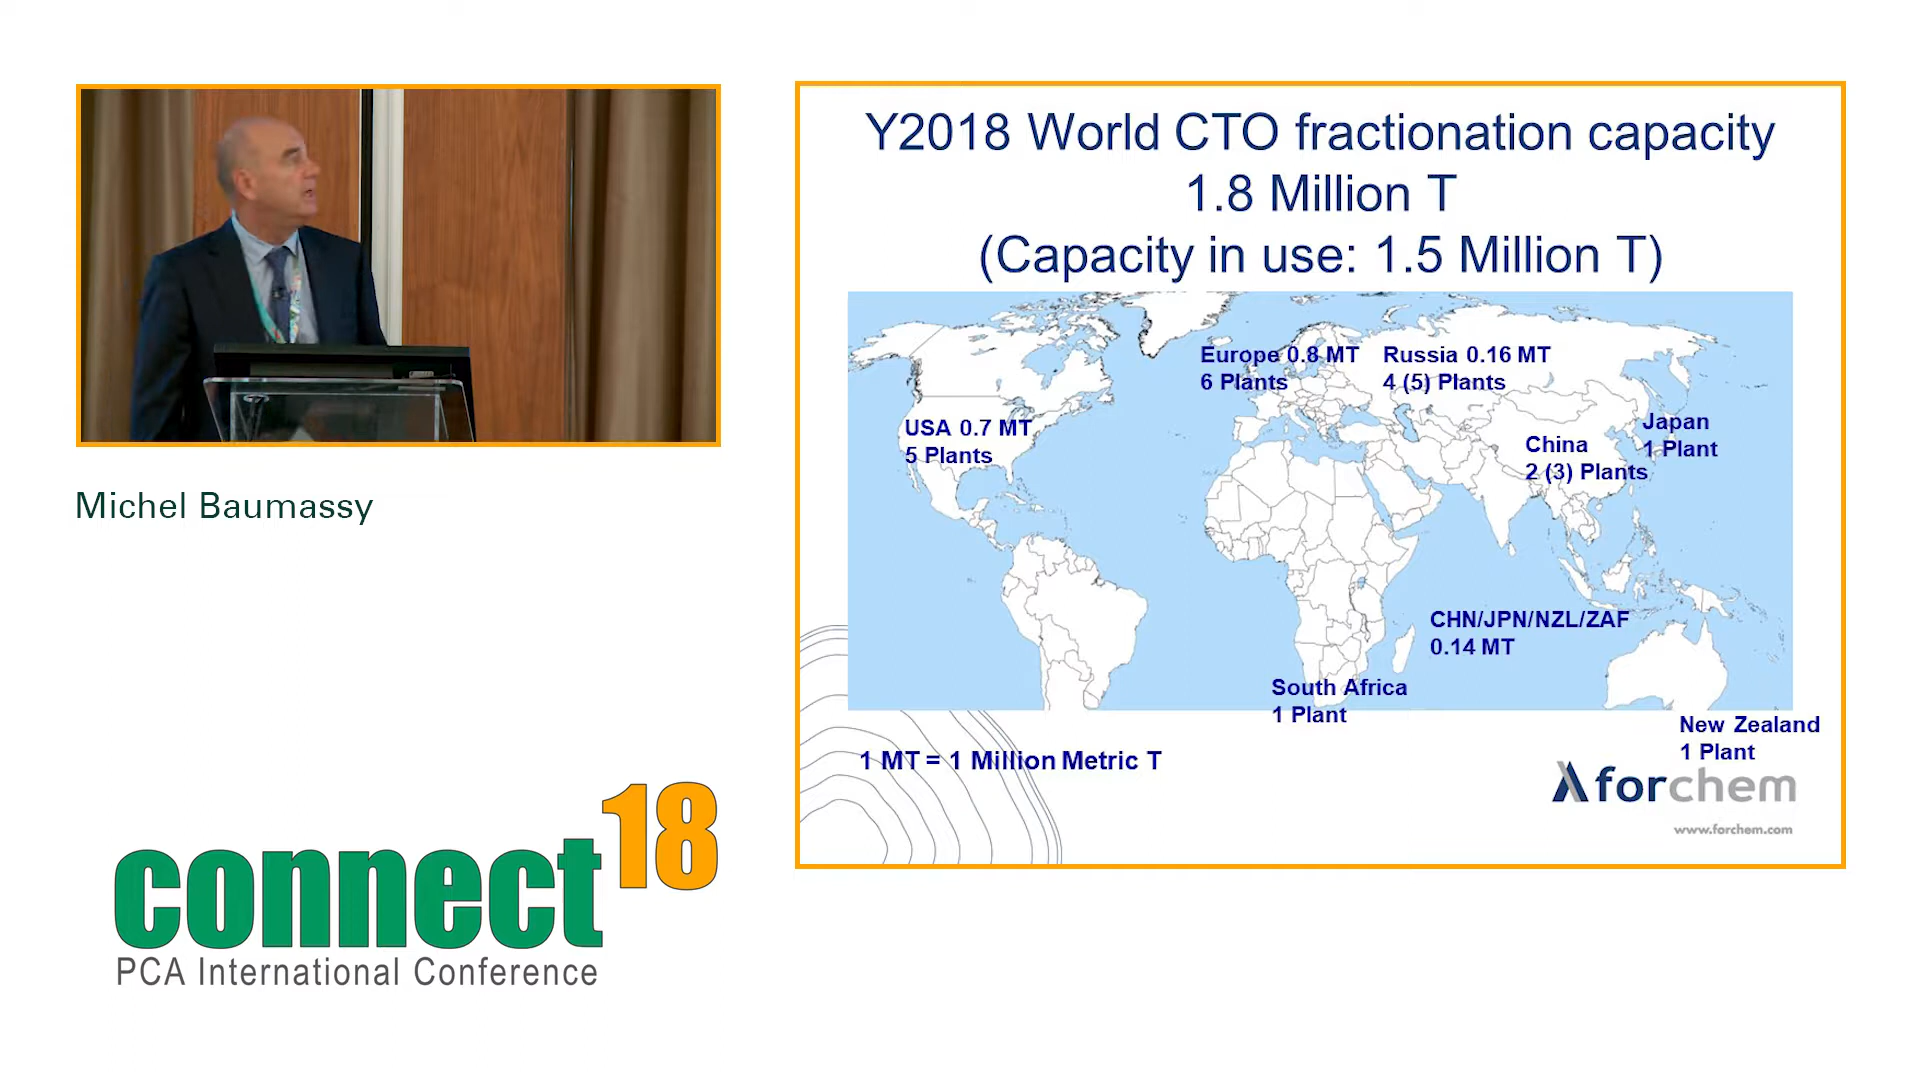 Michel Baumassy
connect18
PCA International Conference
Y2018 World CTO fractionation capacity
1.8 Million T
(Capacity in use: 1.5 Million T)
Europe 0.8 MT
6 Plants
Russia 0.16 MT
4 (5) Plants
USA 0.7 MT
5 Plants
Japan
1 Plant
China
2 (3) Plants
CHN/JPN/NZL/ZAF
0.14 MT
South Africa
1 Plant
New Zealand
1 Plant
1 MT = 1 Million Metric T
forchem
www.forchem.com